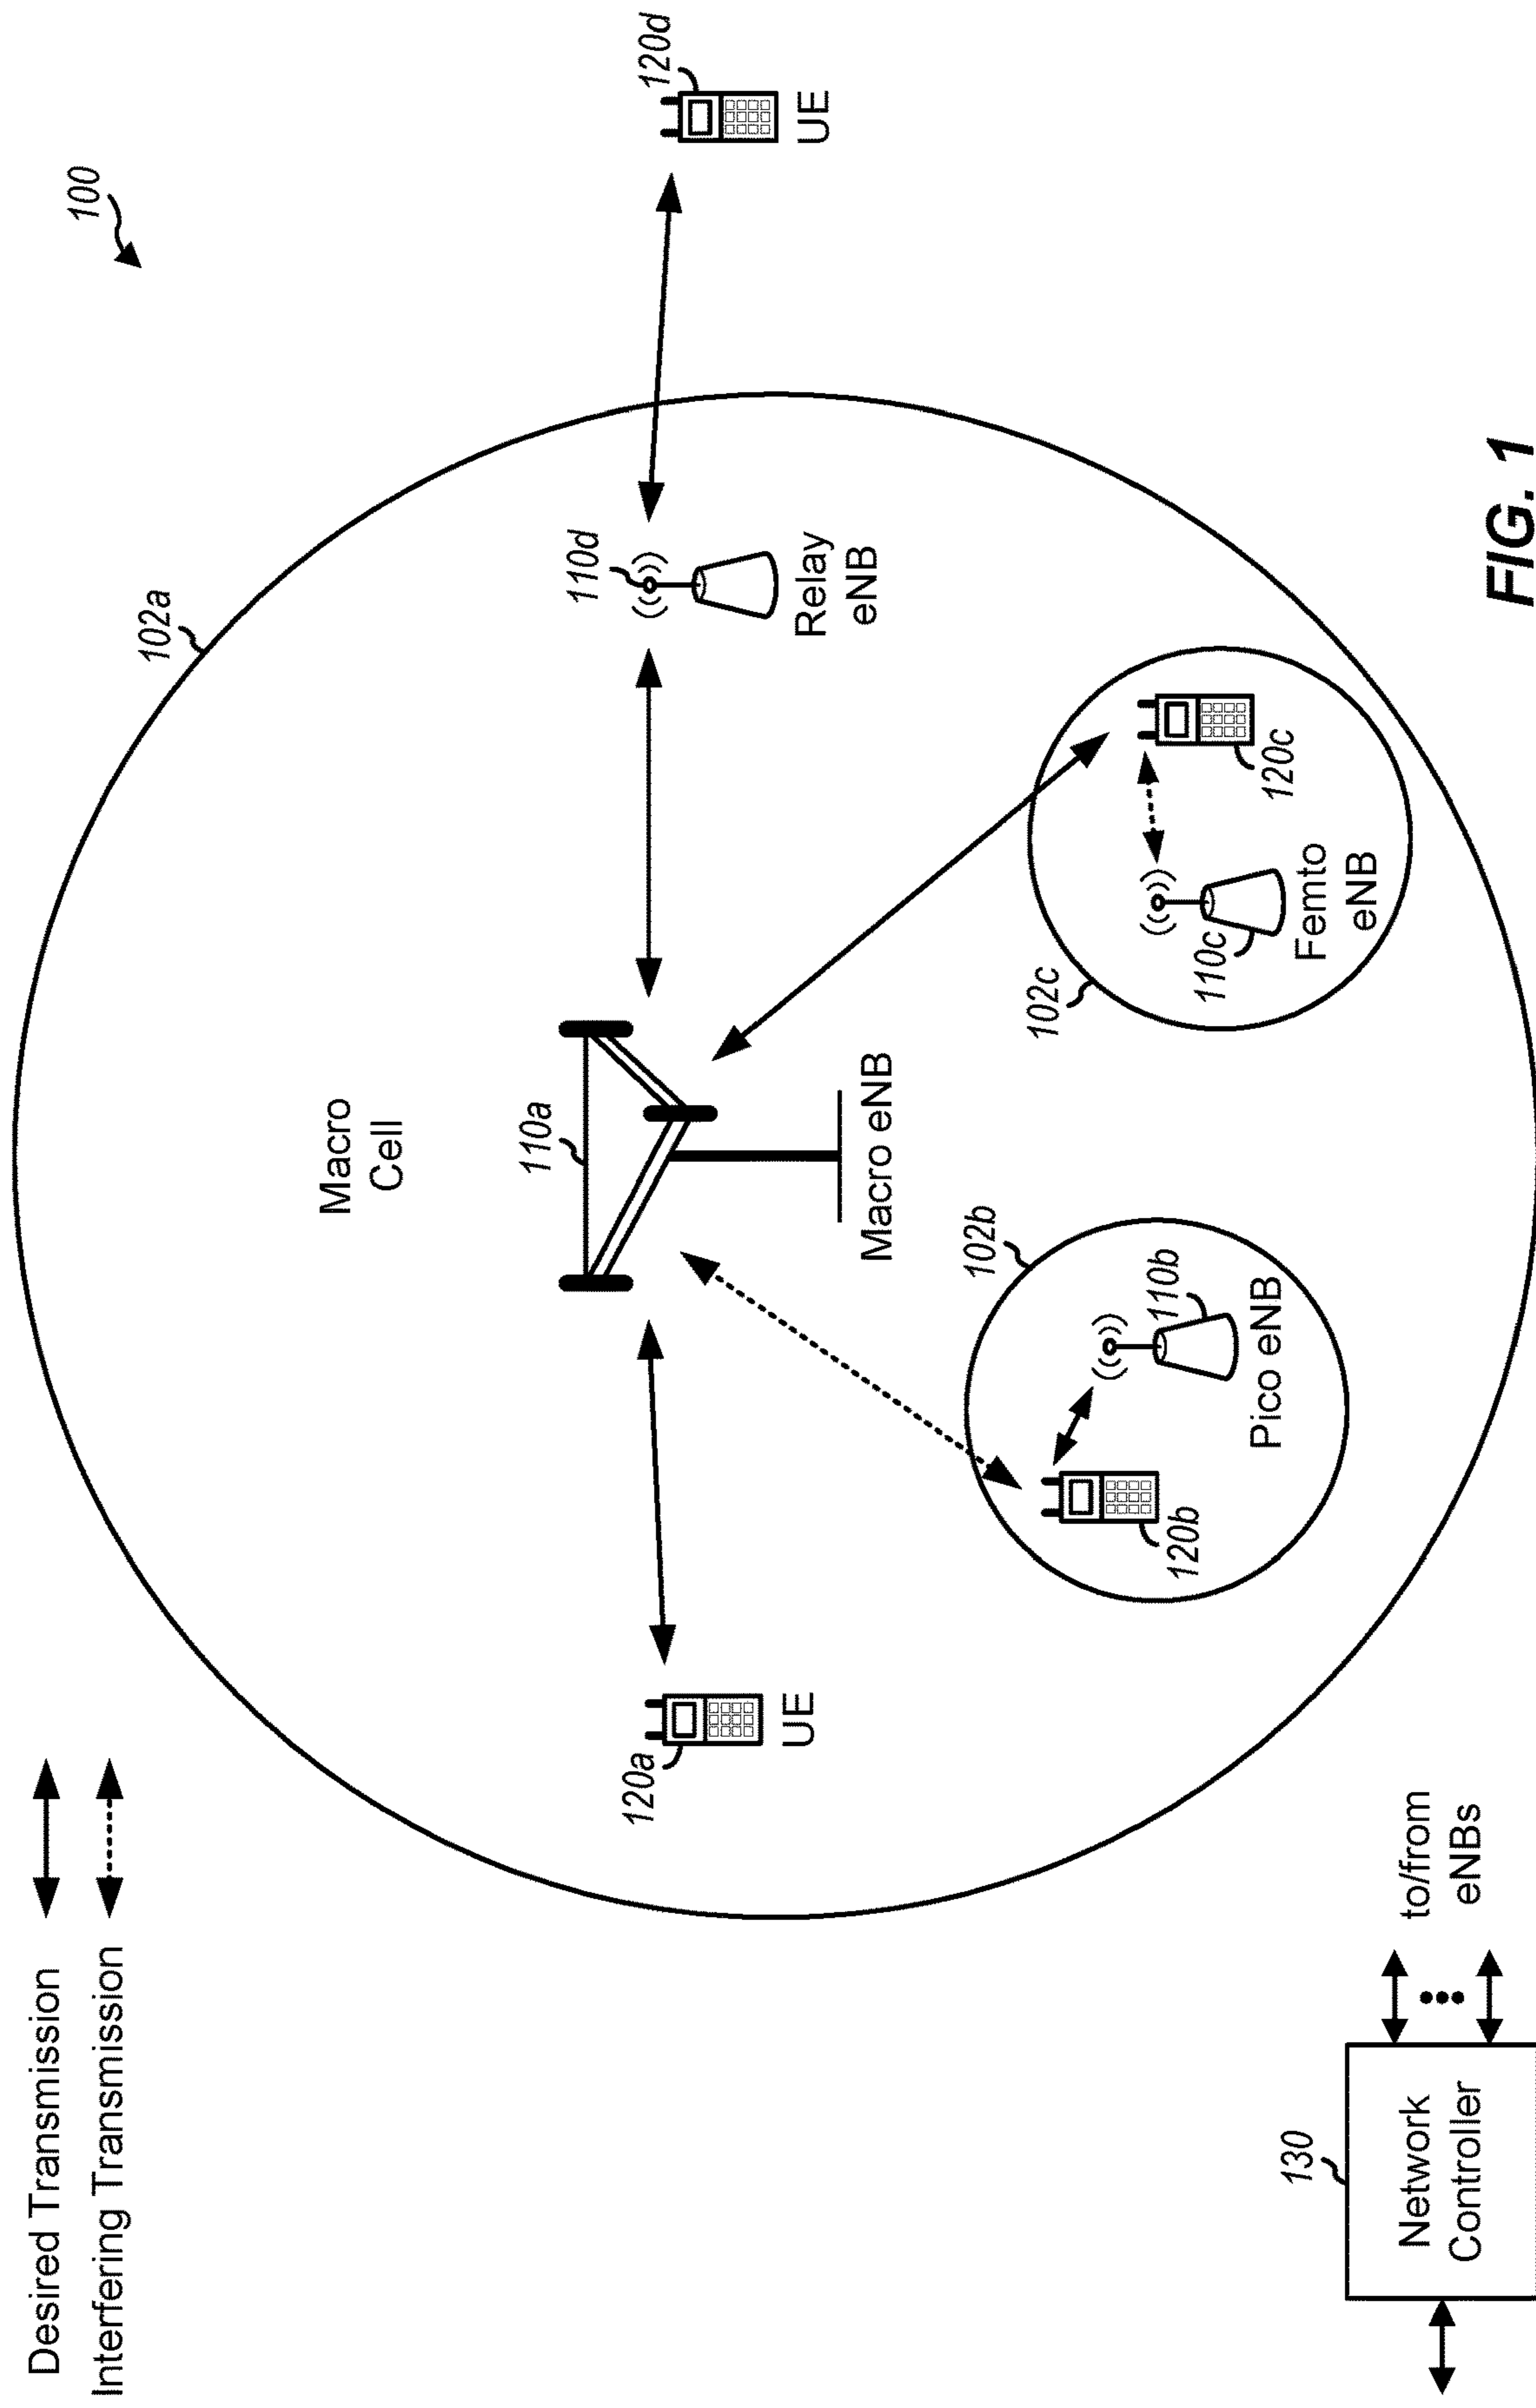 Desired Transmission
Interfering Transmission
100
102a
Macro
Cell
110a
Macro eNB
110d
Relay
eNB
120a
UE
120d
UE
102b
120b
110b
Pico eNB
102c
110c
120c
Femto
eNB
130
Network
Controller
to/from
eNBs
FIG. 1